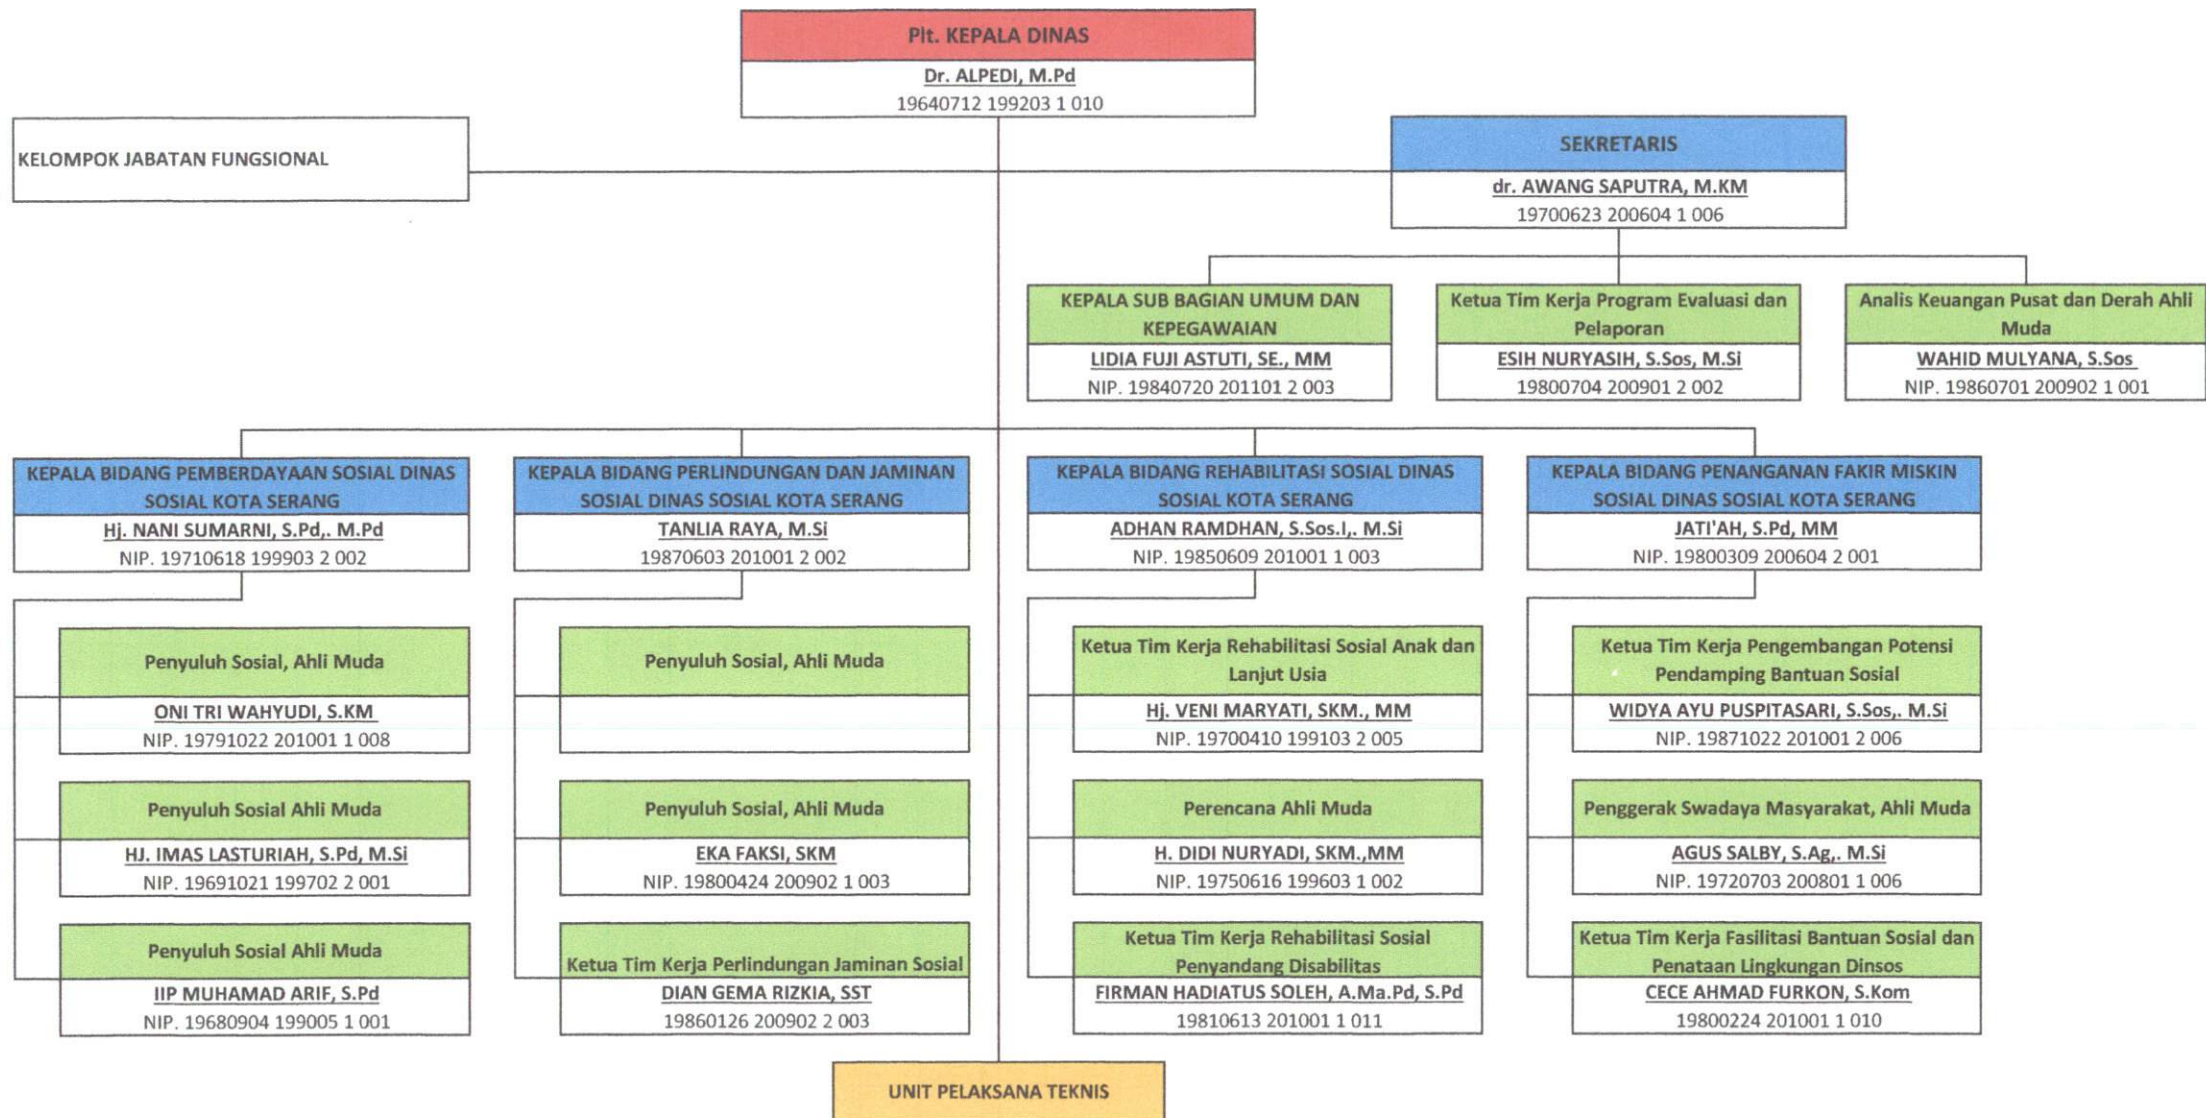 Plt. KEPALA DINAS
Dr. ALPEDI, M.Pd
19640712 199203 1 010
KELOMPOK JABATAN FUNGSIONAL
SEKRETARIS
dr. AWANG SAPUTRA, M.KM
19700623 200604 1 006
KEPALA SUB BAGIAN UMUM DAN
KEPEGAWAIAN
LIDIA FUJI ASTUTI, SE., MM
NIP. 19840720 201101 2 003
Ketua Tim Kerja Program Evaluasi dan
Pelaporan
ESIH NURYASIH, S.Sos, M.Si
19800704 200901 2 002
Analis Keuangan Pusat dan Derah Ahli
Muda
WAHID MULYANA, S.Sos
NIP. 19860701 200902 1 001
KEPALA BIDANG PEMBERDAYAAN SOSIAL DINAS
SOSIAL KOTA SERANG
Hj. NANI SUMARNI, S.Pd,. M.Pd
NIP. 19710618 199903 2 002
Penyuluh Sosial, Ahli Muda
ONI TRI WAHYUDI, S.KM
NIP. 19791022 201001 1 008
Penyuluh Sosial Ahli Muda
HJ. IMAS LASTURIAH, S.Pd, M.Si
NIP. 19691021 199702 2 001
Penyuluh Sosial Ahli Muda
IIP MUHAMAD ARIF, S.Pd
NIP. 19680904 199005 1 001
KEPALA BIDANG PERLINDUNGAN DAN JAMINAN
SOSIAL DINAS SOSIAL KOTA SERANG
TANLIA RAYA, M.Si
19870603 201001 2 002
Penyuluh Sosial, Ahli Muda
Penyuluh Sosial, Ahli Muda
EKA FAKSI, SKM
NIP. 19800424 200902 1 003
Ketua Tim Kerja Perlindungan Jaminan Sosial
DIAN GEMA RIZKIA, SST
19860126 200902 2 003
KEPALA BIDANG REHABILITASI SOSIAL DINAS
SOSIAL KOTA SERANG
ADHAN RAMDHAN, S.Sos.I,. M.Si
NIP. 19850609 201001 1 003
Ketua Tim Kerja Rehabilitasi Sosial Anak dan
Lanjut Usia
Hj. VENI MARYATI, SKM., MM
NIP. 19700410 199103 2 005
Perencana Ahli Muda
H. DIDI NURYADI, SKM.,MM
NIP. 19750616 199603 1 002
Ketua Tim Kerja Rehabilitasi Sosial
Penyandang Disabilitas
FIRMAN HADIATUS SOLEH, A.Ma.Pd, S.Pd
19810613 201001 1 011
KEPALA BIDANG PENANGANAN FAKIR MISKIN
SOSIAL DINAS SOSIAL KOTA SERANG
JATI'AH, S.Pd, MM
NIP. 19800309 200604 2 001
Ketua Tim Kerja Pengembangan Potensi
Pendamping Bantuan Sosial
WIDYA AYU PUSPITASARI, S.Sos,. M.Si
NIP. 19871022 201001 2 006
Penggerak Swadaya Masyarakat, Ahli Muda
AGUS SALBY, S.Ag,. M.Si
NIP. 19720703 200801 1 006
Ketua Tim Kerja Fasilitasi Bantuan Sosial dan
Penataan Lingkungan Dinsos
CECE AHMAD FURKON, S.Kom
19800224 201001 1 010
UNIT PELAKSANA TEKNIS